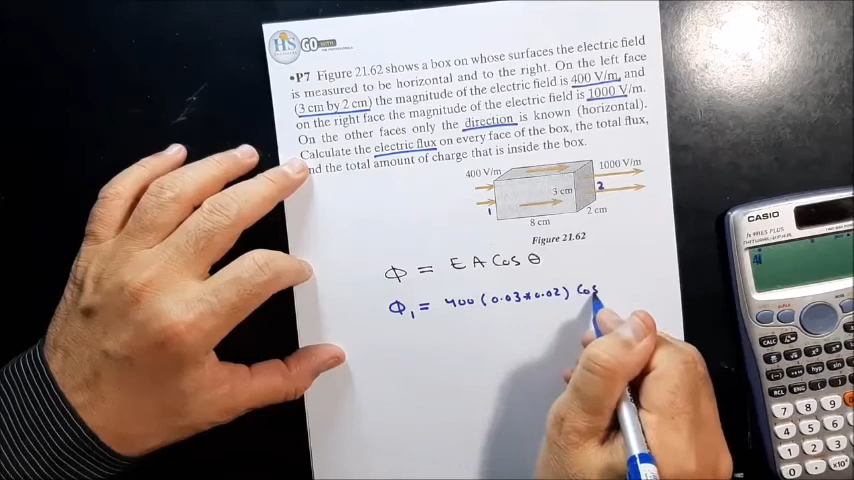 HS
GO
•P7 Figure 21.62 shows a box on whose surfaces the electric field
is measured to be horizontal and to the right. On the left face
(3 cm by 2 cm) the magnitude of the electric field is 400 V/m, and
on the right face the magnitude of the electric field is 1000 V/m.
On the other faces only the direction is known (horizontal).
Calculate the electric flux on every face of the box, the total flux,
nd the total amount of charge that is inside the box.
400 V/m
1000 V/m
3 cm
1
2
2 cm
8 cm
Figure 21.62
Φ = EA Cos θ
Φ₁ = 400 (0.03*0.02) Cos
CASIO
fx-991ES PLUS